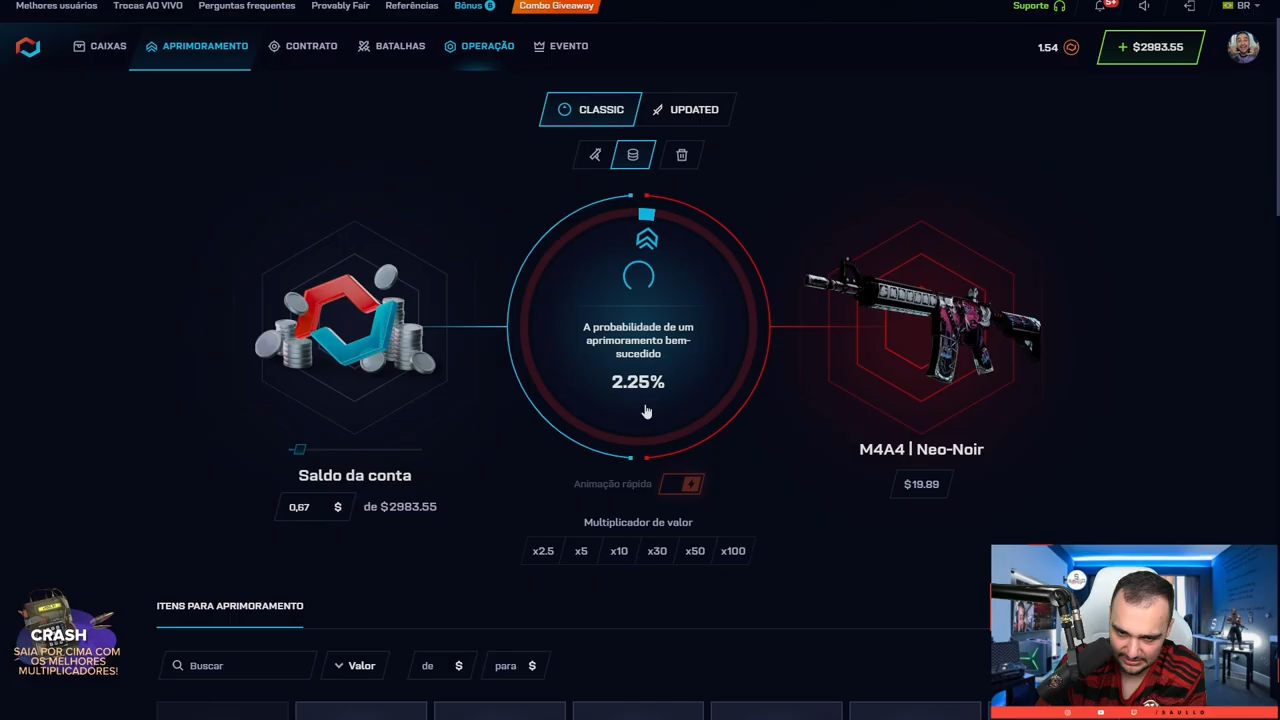 Melhores usuários Trocas AO VIVO Perguntas frequentes Provably Fair Referências Bônus 6 Combo Giveaway Suporte 5+ BR
CAIXAS APRIMORAMENTO CONTRATO BATALHAS OPERAÇÃO EVENTO 1.54 + $2983.55
CLASSIC UPDATED
A probabilidade de um
aprimoramento bem-
sucedido
2.25%
M4A4 | Neo-Noir
$19.89
Saldo da conta
0,67 $ de $2983.55
Animação rápida
Multiplicador de valor
x2.5 x5 x10 x30 x50 x100
ITENS PARA APRIMORAMENTO
Buscar Valor de $ para $
CRASH
SAIA POR CIMA COM
OS MELHORES
MULTIPLICADORES!
/SAULLO